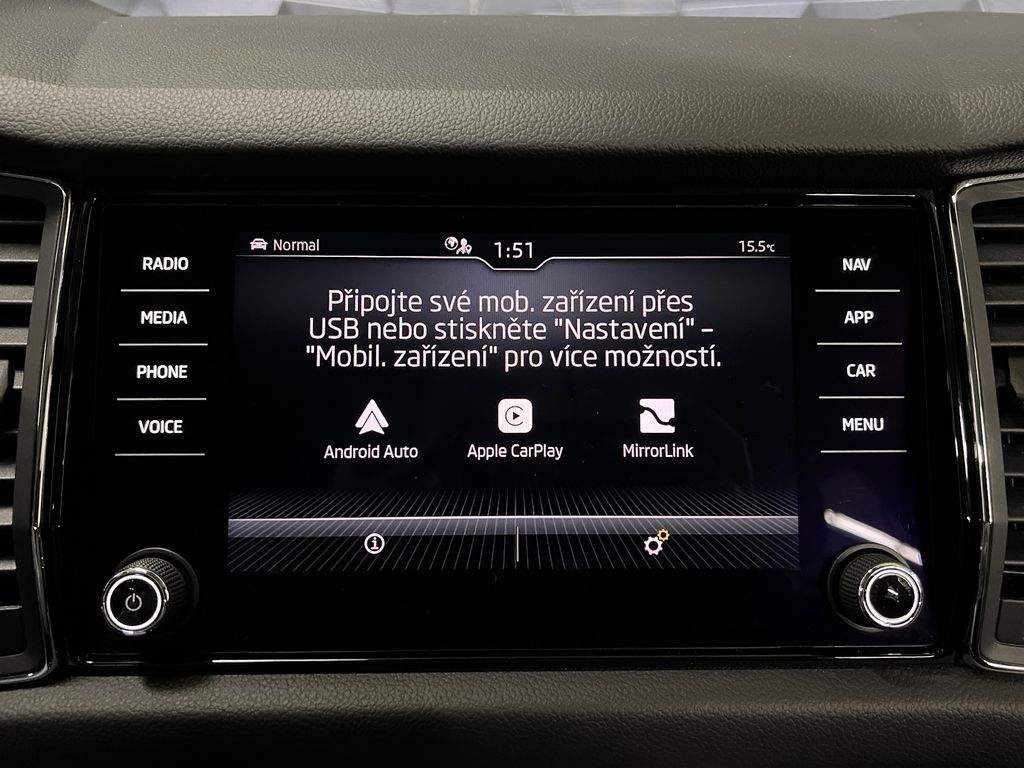 Normal
1:51
15.5°C
RADIO
MEDIA
PHONE
VOICE
Připojte své mob. zařízení přes
USB nebo stiskněte "Nastavení" –
"Mobil. zařízení" pro více možností.
Android Auto
Apple CarPlay
MirrorLink
NAV
APP
CAR
MENU